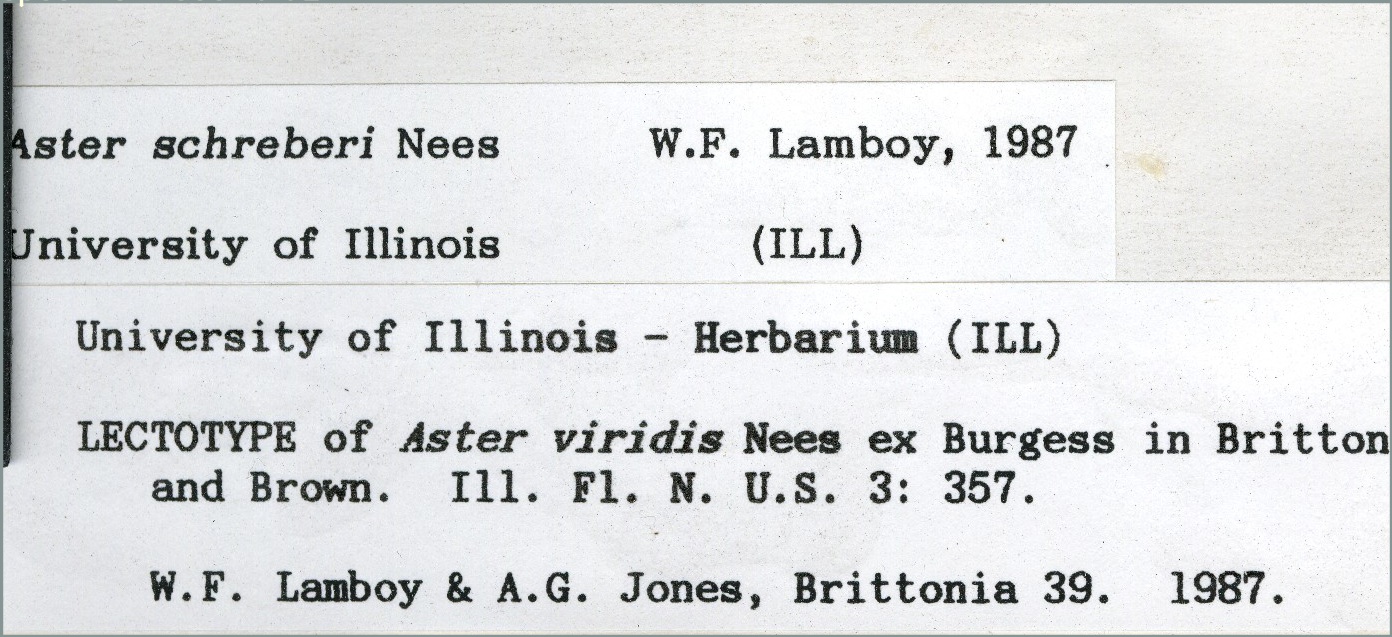 Aster schreberi Nees W.F. Lamboy, 1987
University of Illinois (ILL)
University of Illinois - Herbarium (ILL)
LECTOTYPE of Aster viridis Nees ex Burgess in Britton
and Brown. Ill. Fl. N. U.S. 3: 357.
W.F. Lamboy & A.G. Jones, Brittonia 39. 1987.